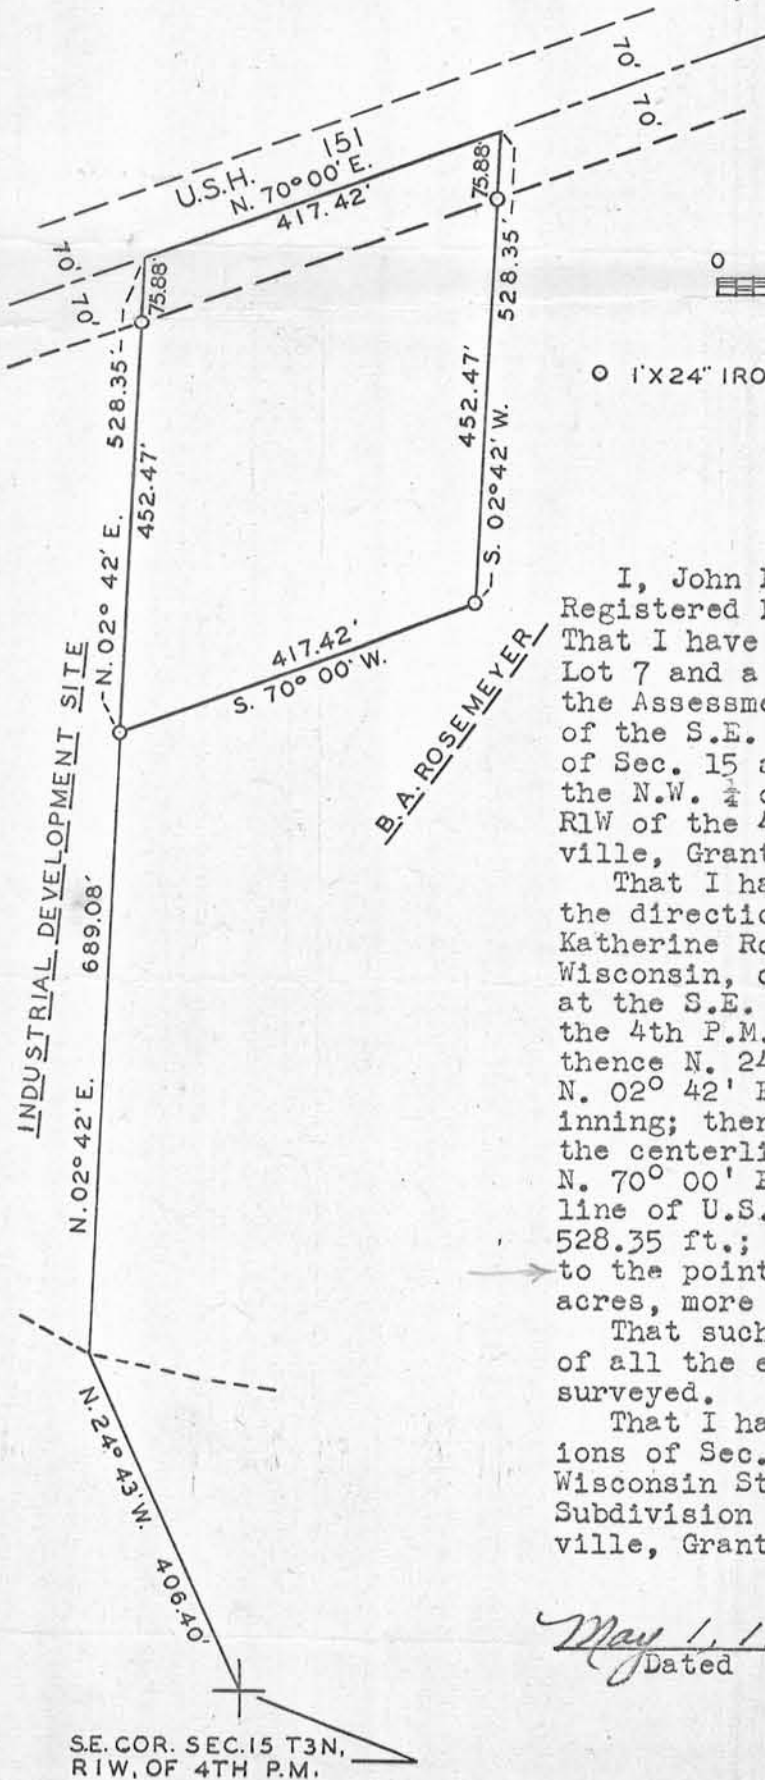 70'
70'
U.S.H. 151
N. 70° 00' E.
417.42'
75.88'
528.35'
70'
70'
75.88'
528.35'
452.47'
N. 02° 42' E.
452.47'
S. 02° 42' W.
417.42'
S. 70° 00' W.
B.A. ROSEMEYER
INDUSTRIAL DEVELOPMENT SITE
689.08'
N. 02° 42' E.
N. 24° 43' W. 406.40'
S.E. COR. SEC. 15 T3N,
R1W, OF 4TH P.M.
0
O 1"X24" IRO
I, John
Registered
That I have
Lot 7 and a
the Assessme
of the S.E.
of Sec. 15 a
the N.W. ¼ o
R1W of the 4
ville, Grant
That I ha
the directio
Katherine Ro
Wisconsin, o
at the S.E.
the 4th P.M.
thence N. 24
N. 02° 42' E
inning; then
the centerli
N. 70° 00' E
line of U.S.
528.35 ft.;
to the point
acres, more
That such
of all the e
surveyed.
That I ha
ions of Sec.
Wisconsin St
Subdivision
ville, Grant
May 1, 1
Dated